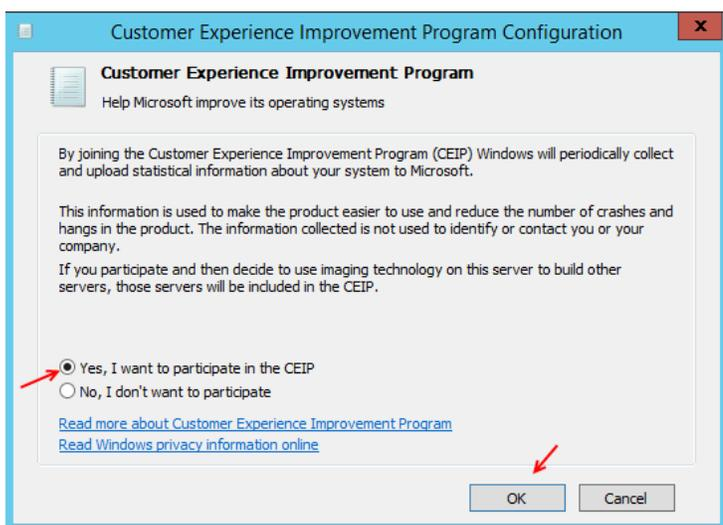 Customer Experience Improvement Program Configuration
x
Customer Experience Improvement Program
Help Microsoft improve its operating systems
By joining the Customer Experience Improvement Program (CEIP) Windows will periodically collect
and upload statistical information about your system to Microsoft.
This information is used to make the product easier to use and reduce the number of crashes and
hangs in the product. The information collected is not used to identify or contact you or your
company.
If you participate and then decide to use imaging technology on this server to build other
servers, those servers will be included in the CEIP.
Yes, I want to participate in the CEIP
No, I don't want to participate
Read more about Customer Experience Improvement Program
Read Windows privacy information online
OK Cancel